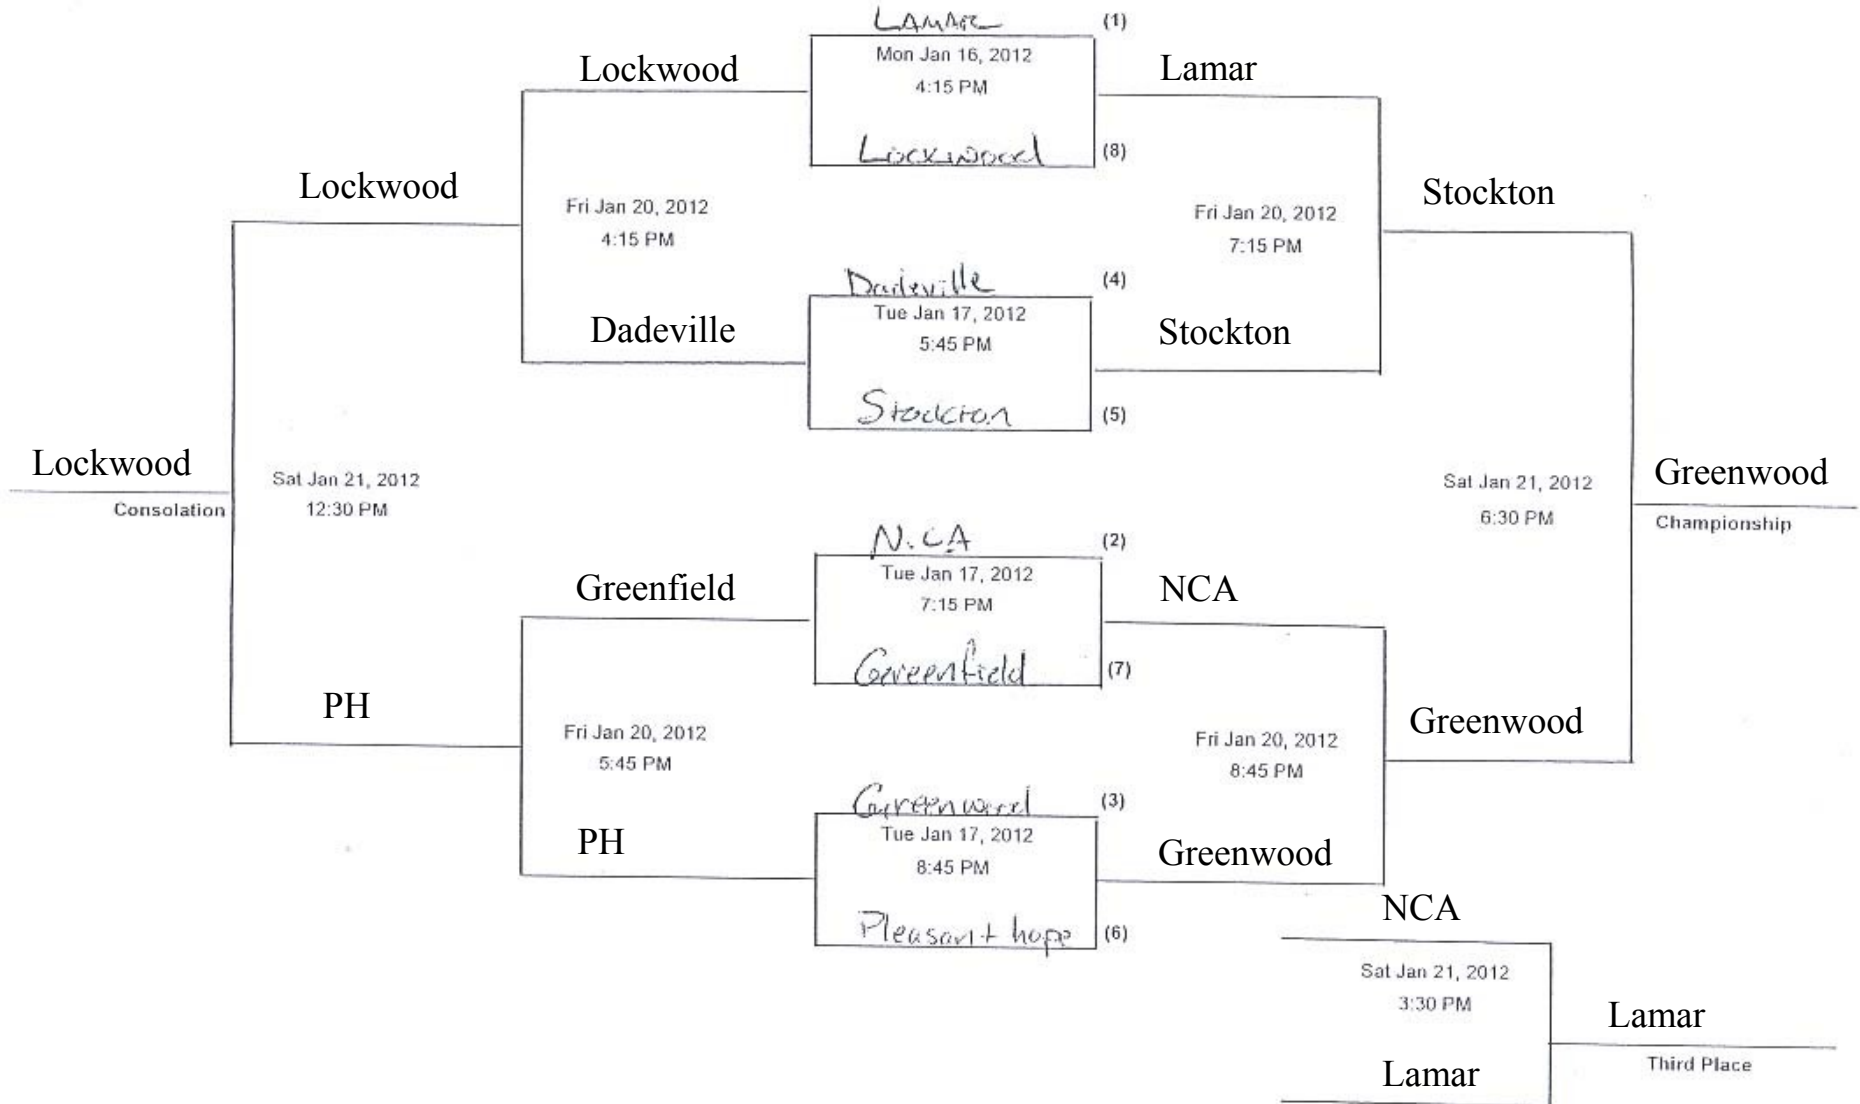 LAMAR (1)
Mon Jan 16, 2012
Lockwood
Lamar
4:15 PM
Lockwood (8)
Lockwood
Stockton
Fri Jan 20, 2012
4:15 PM
Fri Jan 20, 2012
7:15 PM
Dadeville (4)
Tue Jan 17, 2012
Dadeville
Stockton
5:45 PM
Stockton (5)
Lockwood
Consolation
Sat Jan 21, 2012
12:30 PM
Sat Jan 21, 2012
6:30 PM
Greenwood
Championship
N.CA (2)
Tue Jan 17, 2012
Greenfield
NCA
7:15 PM
Greenfield (7)
PH
Greenwood
Fri Jan 20, 2012
5:45 PM
Fri Jan 20, 2012
8:45 PM
Greenwood (3)
Tue Jan 17, 2012
PH
Greenwood
8:45 PM
Pleasant hope (6)
NCA
Sat Jan 21, 2012
3:30 PM
Lamar
Third Place
Lamar